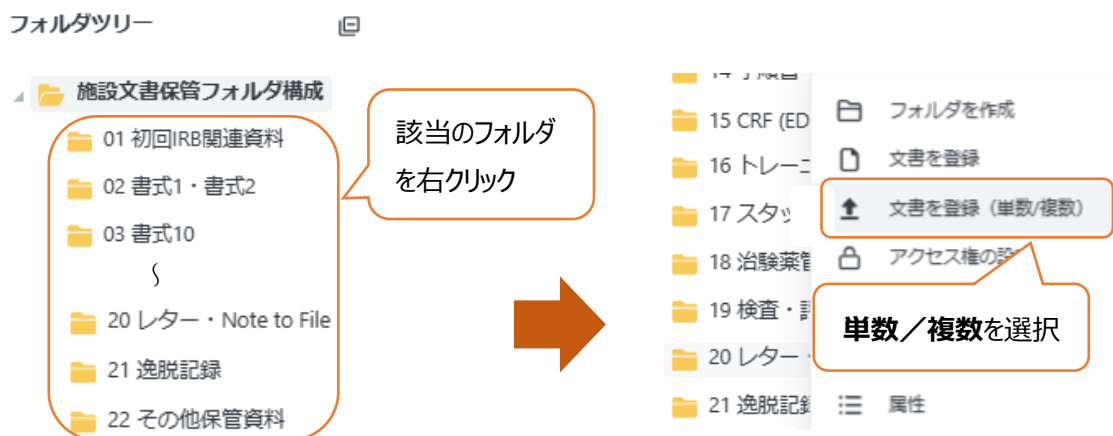 フォルダツリー
施設文書保管フォルダ構成
01 初回IRB関連資料
02 書式1・書式2
03 書式10
〜
20 レター・Note to File
21 逸脱記録
22 その他保管資料
該当のフォルダ
を右クリック
14 手順書
15 CRF (ED
16 トレーニ
17 スタッ
18 治験薬管
19 検査・
20 レター・
21 逸脱記録
フォルダを作成
文書を登録
文書を登録（単数/複数）
アクセス権の設
単数／複数を選択
属性